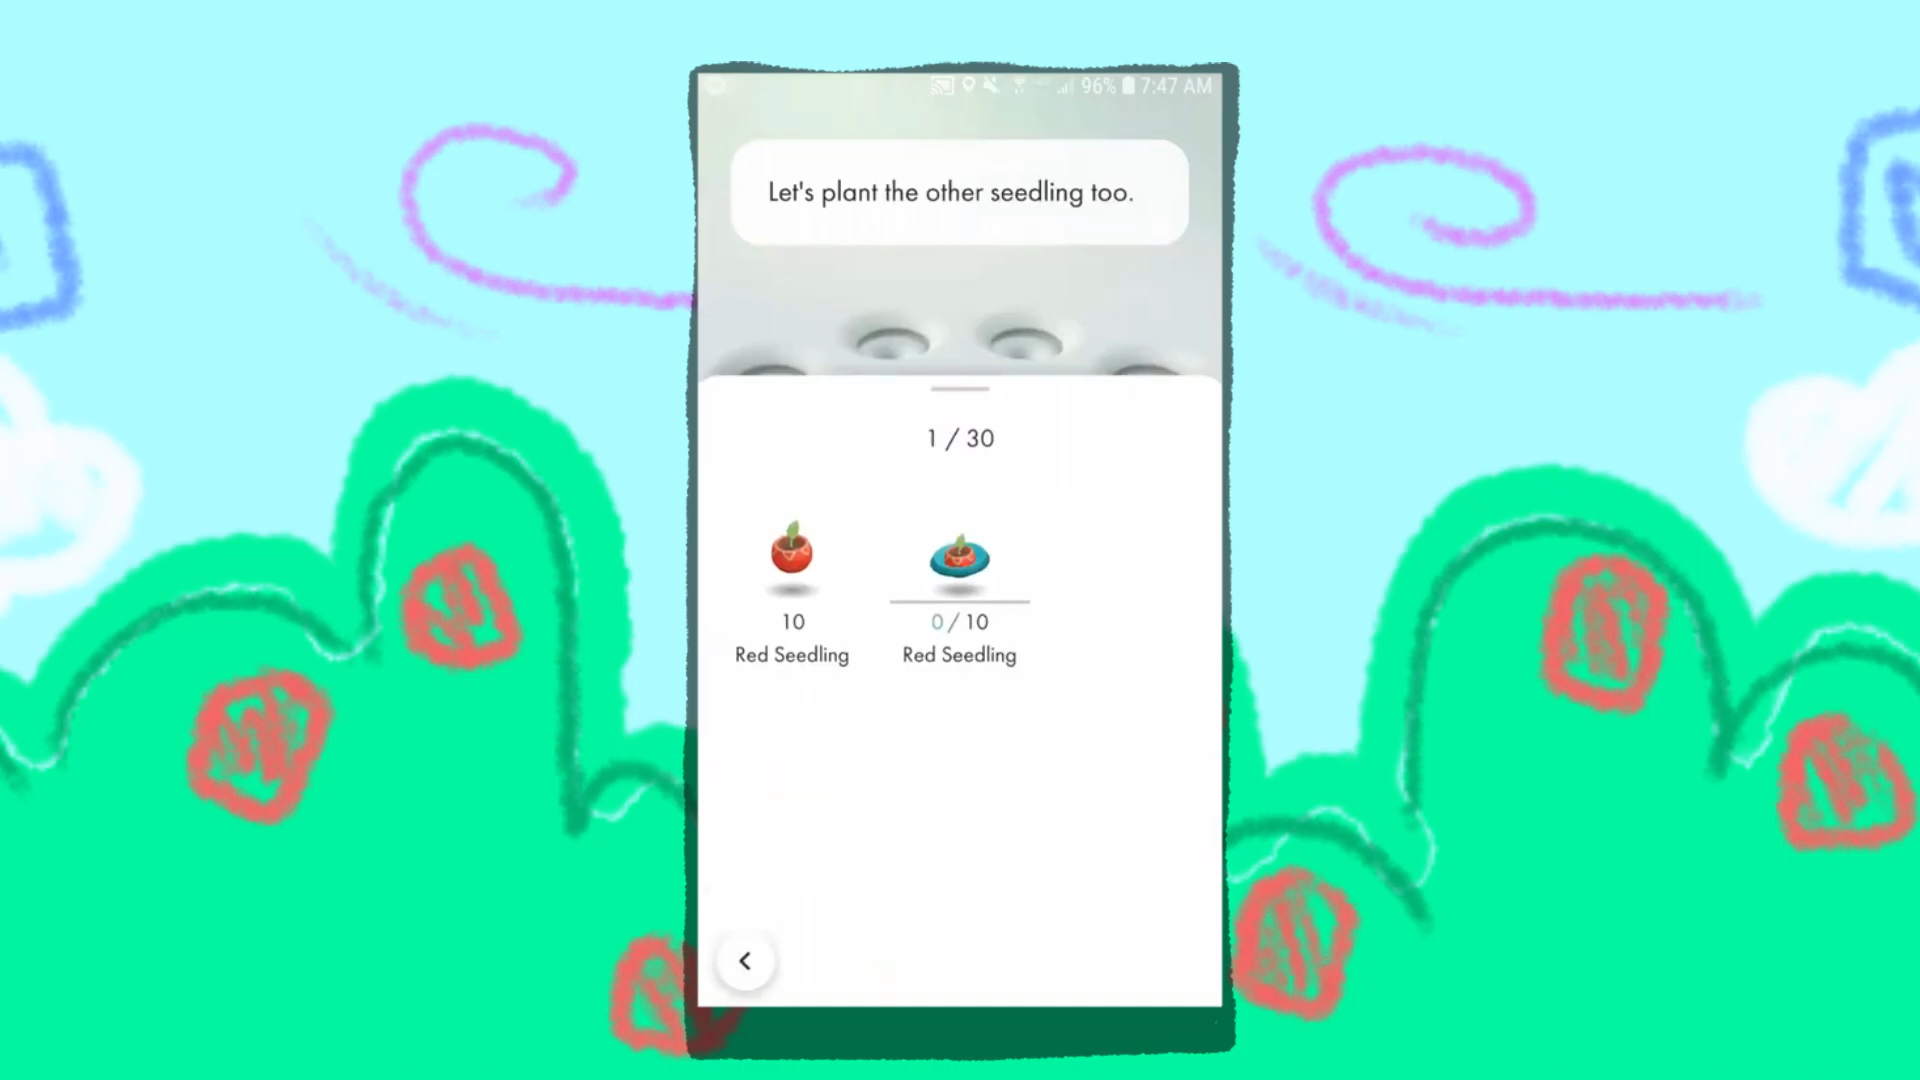 96% 7:47 AM
Let's plant the other seedling too.
1 / 30
10
Red Seedling
0 / 10
Red Seedling